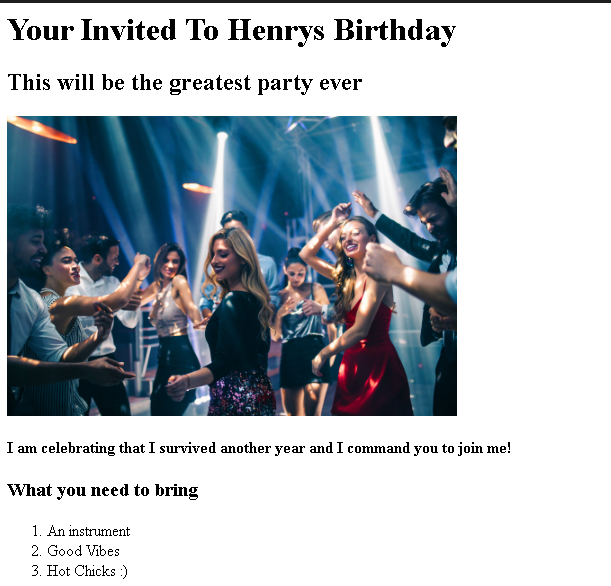 Your Invited To Henrys Birthday
This will be the greatest party ever
I am celebrating that I survived another year and I command you to join me!
What you need to bring
1. An instrument
2. Good Vibes
3. Hot Chicks :)